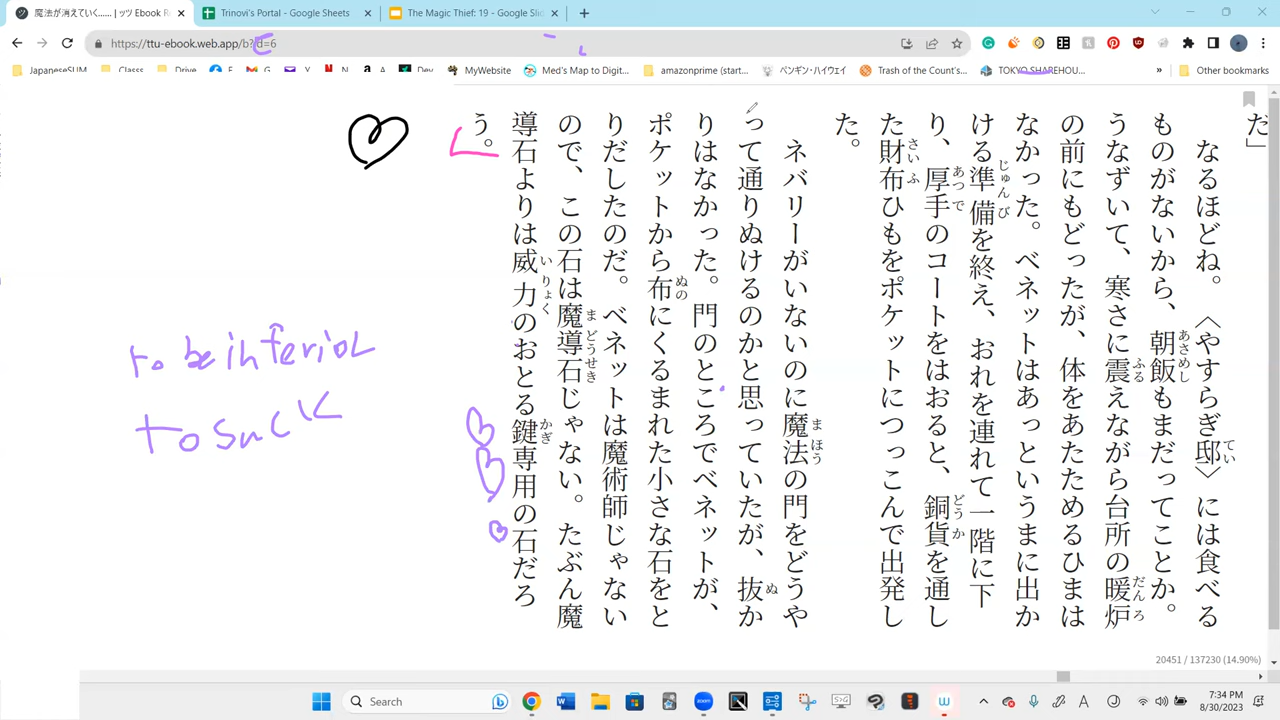 魔法が消えていく…… | ッツ Ebook R
Trinovi's Portal - Google Sheets
The Magic Thief: 19 - Google Slid
https://ttu-ebook.web.app/b?id=6
JapaneseSUM
Classs
Drive
F
G
Y
N
A
Dev
MyWebsite
Med's Map to Digit...
amazonprime (start...
ペンギン・ハイウェイ
Trash of the Count's...
TOKYO SHAREHOU...
»
Other bookmarks
た」
なるほどね。〈やすらぎ邸〉には食べる
ものがないから、朝飯もまだってことか。
うなずいて、寒さに震えながら台所の暖炉
の前にもどったが、体をあたためるひまは
なかった。ベネットはあっというまに出か
ける準備を終え、おれを連れて一階に下
り、厚手のコートをはおると、銅貨を通し
た財布ひもをポケットにつっこんで出発し
た。
ネバリーがいないのに魔法の門をどうや
って通りぬけるのかと思っていたが、抜か
りはなかった。門のところでベネットが、
ポケットから布にくるまれた小さな石をと
りだしたのだ。ベネットは魔術師じゃない
ので、この石は魔導石じゃない。たぶん魔
導石よりは威力のおとる鍵専用の石だろ
う。
to be inferior
to suck
20451 / 137230 (14.90%)
Search
7:34 PM
8/30/2023